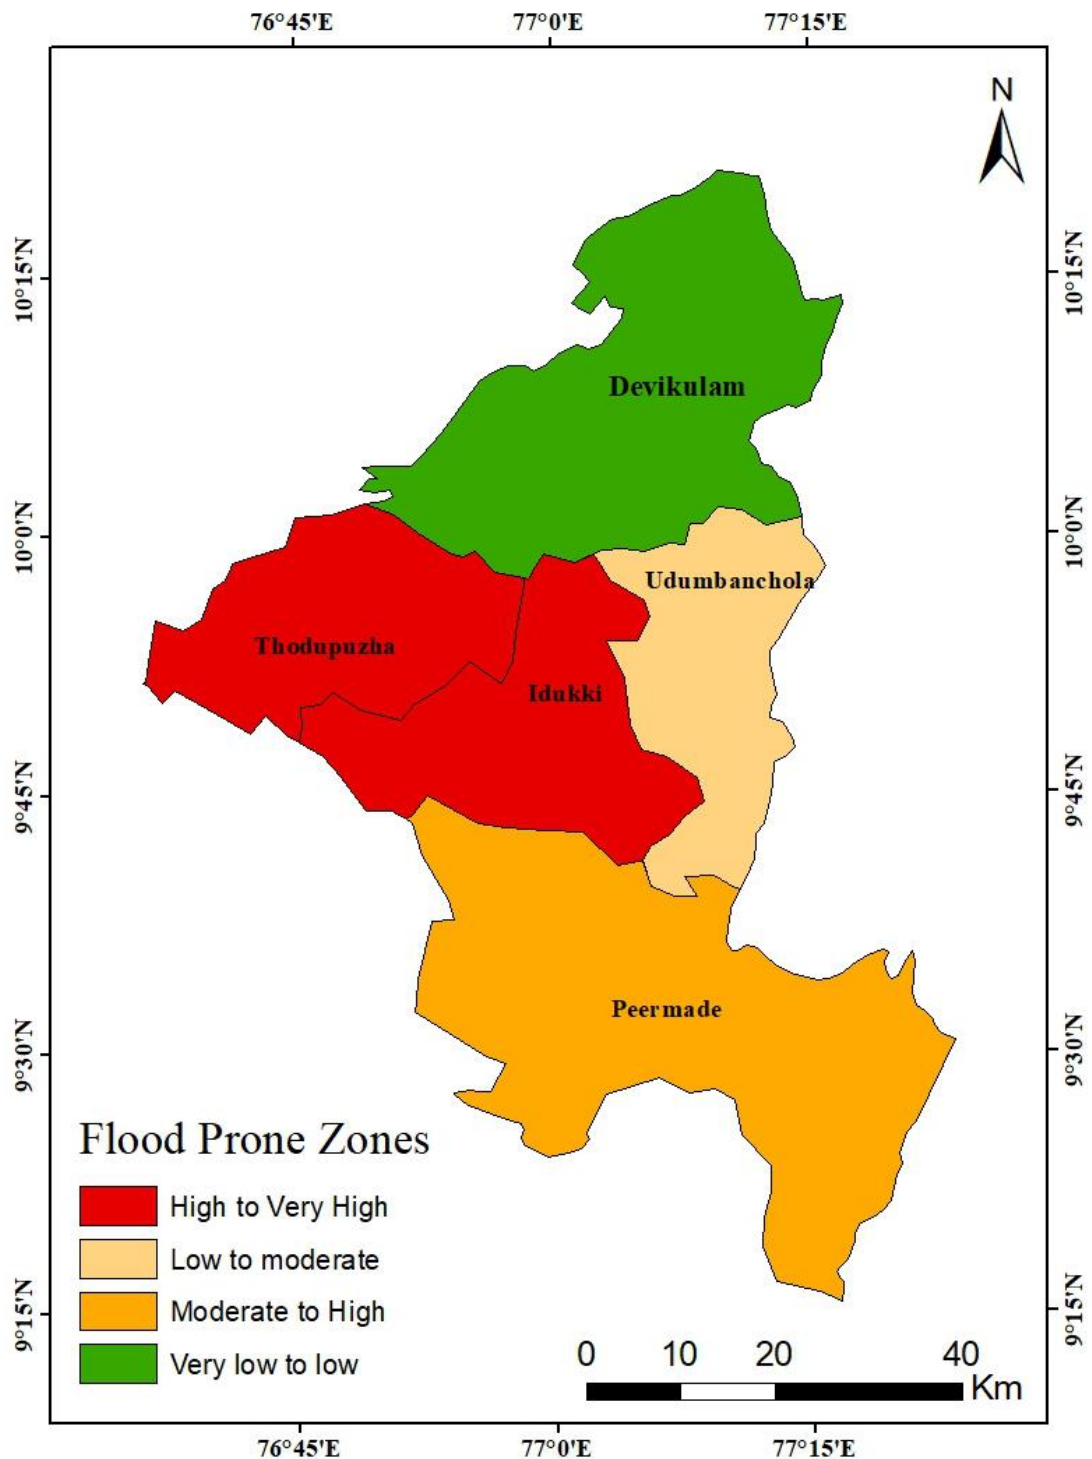 76°45'E 77°0'E 77°15'E
N
10°15'N 10°15'N
Devikulam
10°0'N 10°0'N
Udumbanchola
Thodupuzha
Idukki
9°45'N 9°45'N
Peermade
9°30'N 9°30'N
Flood Prone Zones
High to Very High
Low to moderate
Moderate to High
Very low to low
9°15'N 9°15'N
0 10 20 40
Km
76°45'E 77°0'E 77°15'E